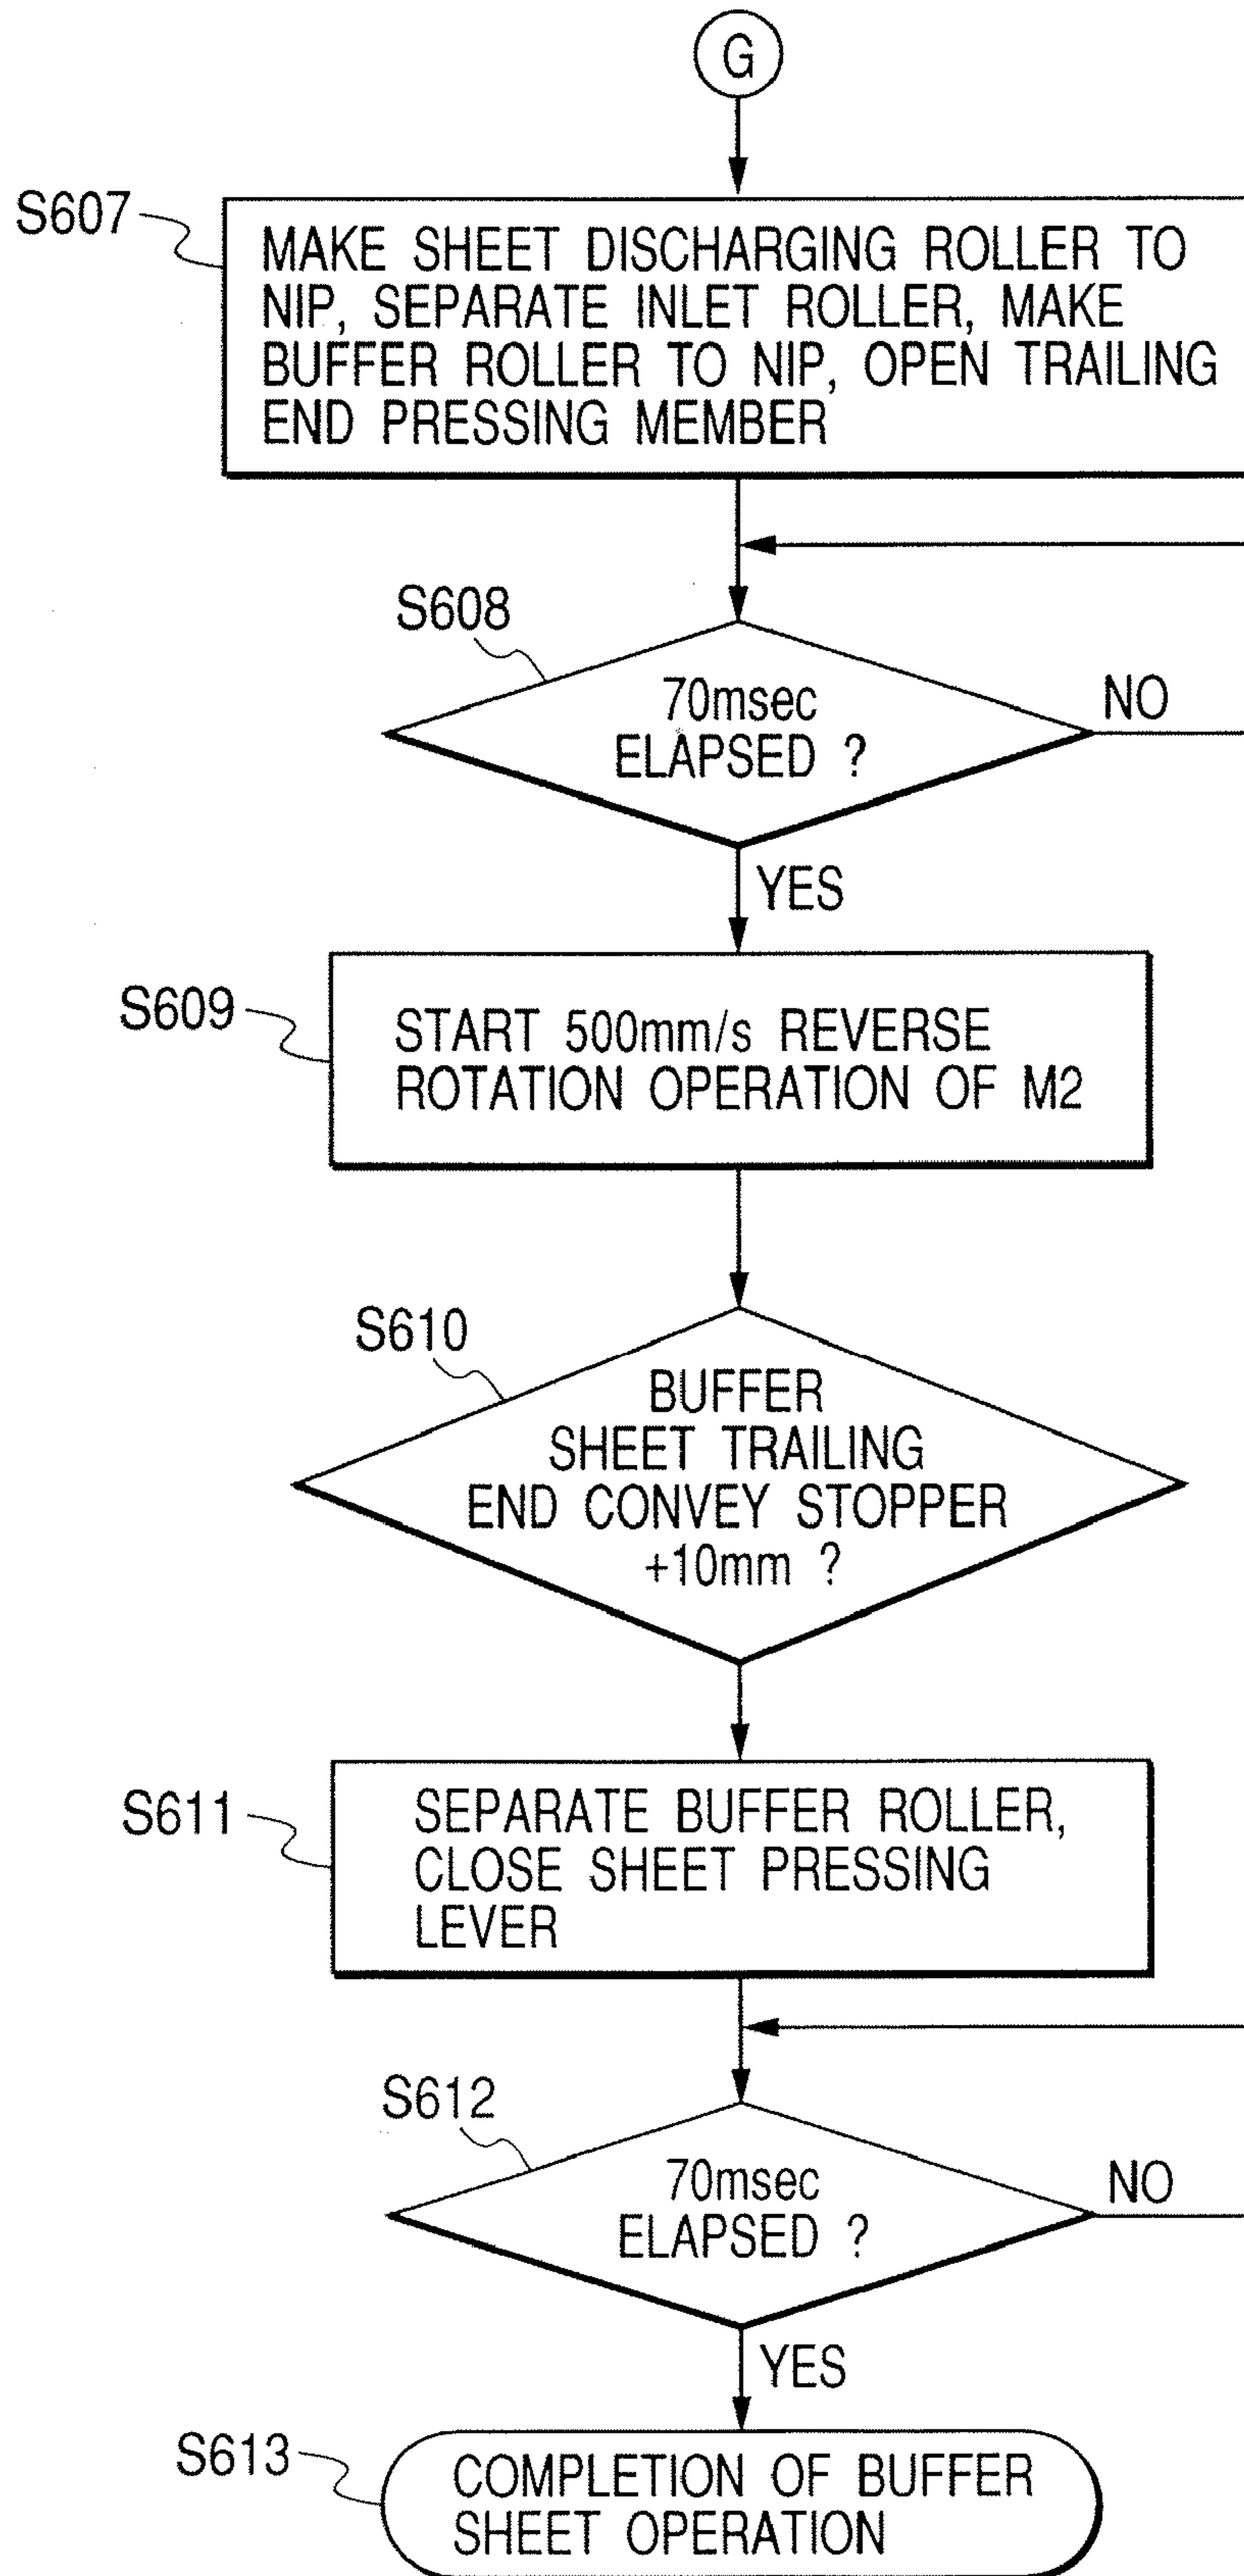 G
S607
MAKE SHEET DISCHARGING ROLLER TO
NIP, SEPARATE INLET ROLLER, MAKE
BUFFER ROLLER TO NIP, OPEN TRAILING
END PRESSING MEMBER
S608
70msec
ELAPSED ?
NO
YES
S609
START 500mm/s REVERSE
ROTATION OPERATION OF M2
S610
BUFFER
SHEET TRAILING
END CONVEY STOPPER
+10mm ?
S611
SEPARATE BUFFER ROLLER,
CLOSE SHEET PRESSING
LEVER
S612
70msec
ELAPSED ?
NO
YES
S613
COMPLETION OF BUFFER
SHEET OPERATION